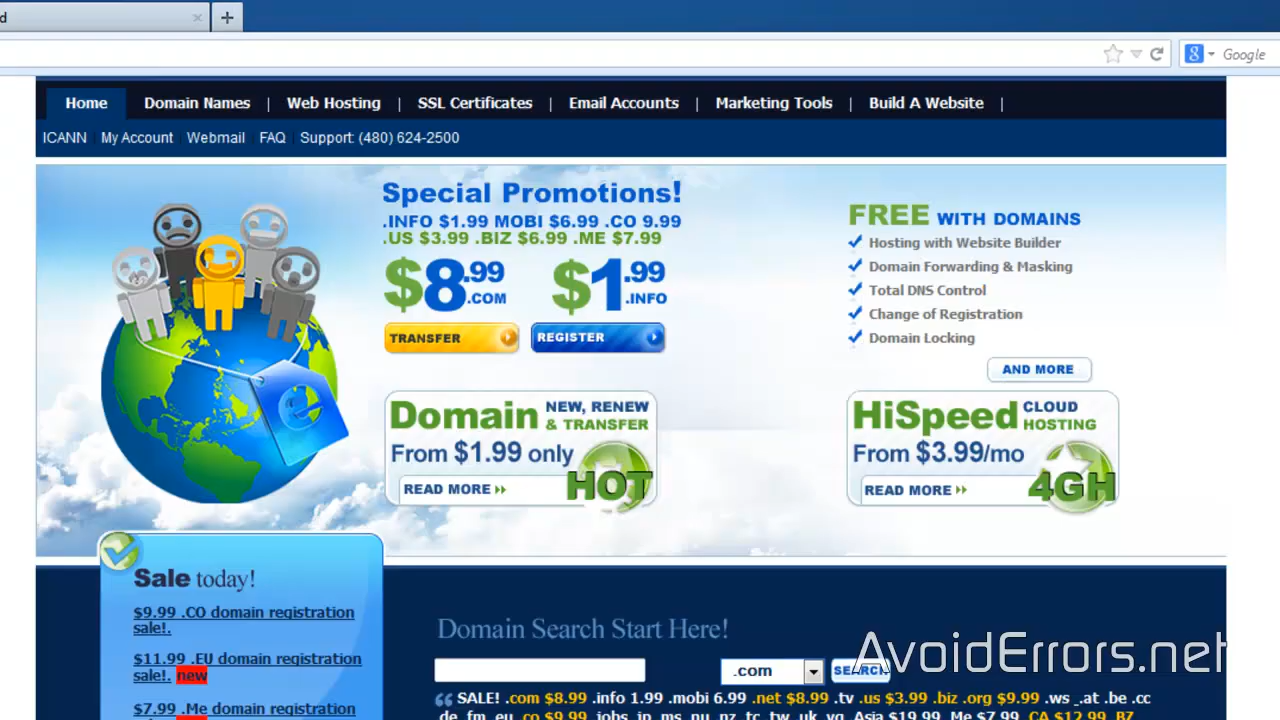 d
Google
Home
Domain Names | Web Hosting | SSL Certificates | Email Accounts | Marketing Tools | Build A Website |
ICANN My Account Webmail FAQ Support: (480) 624-2500
Special Promotions!
.INFO $1.99 MOBI $6.99 .CO 9.99
.US $3.99 .BIZ $6.99 .ME $7.99
$8.99 .COM
$1.99 .INFO
TRANSFER
REGISTER
FREE WITH DOMAINS
Hosting with Website Builder
Domain Forwarding & Masking
Total DNS Control
Change of Registration
Domain Locking
AND MORE
Domain NEW, RENEW & TRANSFER
From $1.99 only
READ MORE
HOT
HiSpeed CLOUD HOSTING
From $3.99/mo
READ MORE
4GH
Sale today!
$9.99 .CO domain registration
sale!.
$11.99 .EU domain registration
sale!. new
$7.99 .Me domain registration
Domain Search Start Here!
.com
SEARCH
AvoidErrors.net
SALE! .com $8.99 .info 1.99 .mobi 6.99 .net $8.99 .tv .us $3.99 .biz .org $9.99 .ws _.at .be .cc
de .fm .eu .co $9.99 .jobs .jp .ms .nu .nz .tc .tw .uk .vg .Asia $19.99 .Me $7.99 .CA $12.99 .BZ